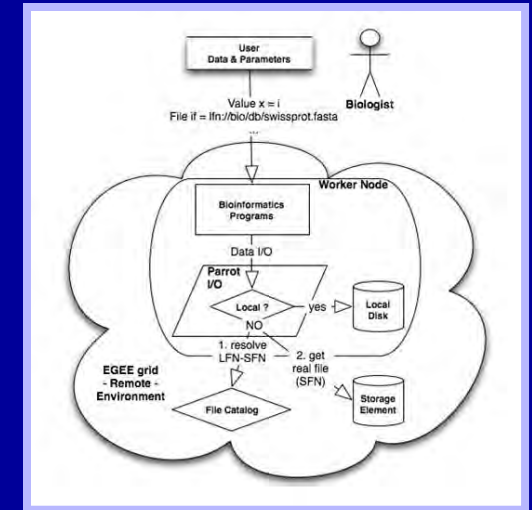 User
Data & Parameters
Biologist
Value x = i
File if = lfn://bio/db/swissprot.fasta
...
Worker Node
Bioinformatics
Programs
Data I/O
Parrot
I/O
Local ?
yes
Local
Disk
NO
1. resolve
LFN-SFN
2. get
real file
(SFN)
EGEE grid
- Remote -
Environment
File Catalog
Storage
Element